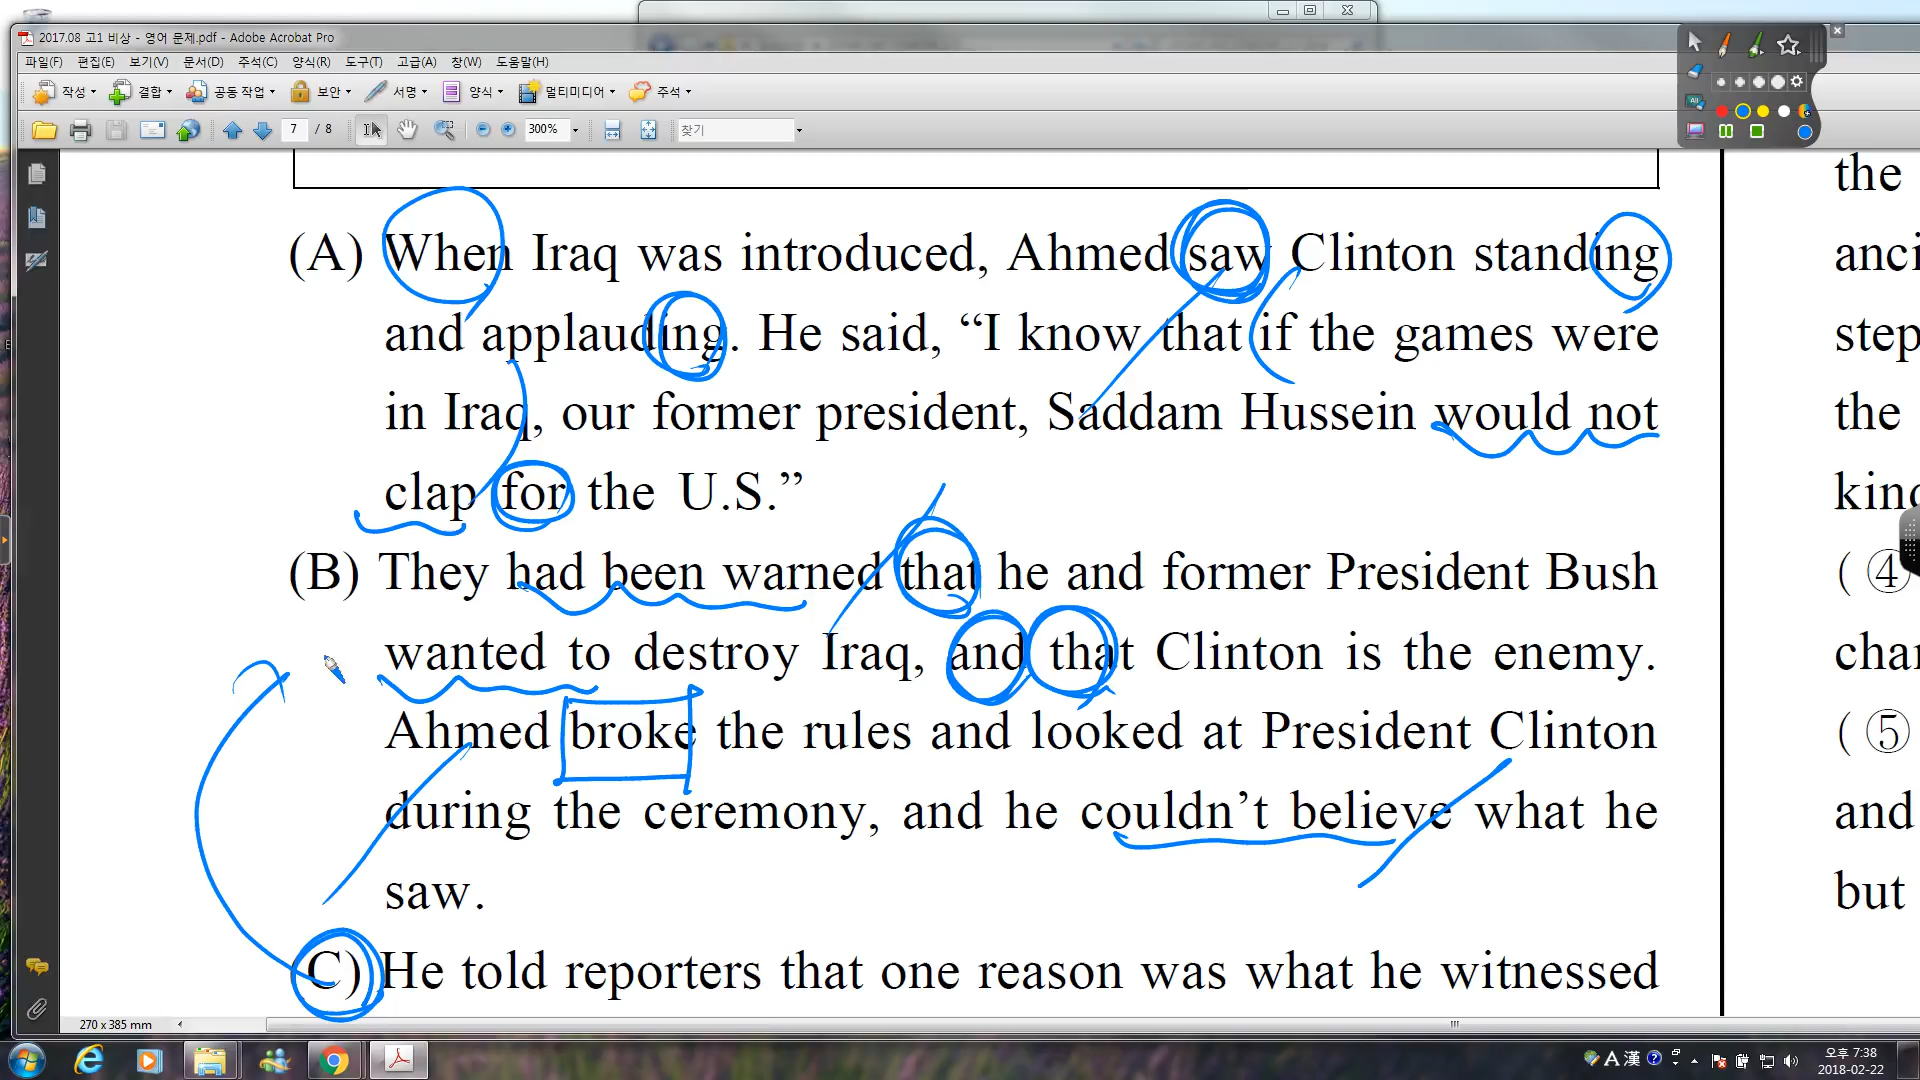 2017.08 고1 비상 - 영어 문제.pdf - Adobe Acrobat Pro
파일(F) 편집(E) 보기(V) 문서(D) 주석(C) 양식(R) 도구(T) 고급(A) 창(W) 도움말(H)
작성 결합 공동 작업 보안 서명 양식 멀티미디어 주석
7 / 8 300% 찾기
(A) When Iraq was introduced, Ahmed saw Clinton standing
and applauding. He said, “I know that if the games were
in Iraq, our former president, Saddam Hussein would not
clap for the U.S.”
(B) They had been warned that he and former President Bush
wanted to destroy Iraq, and that Clinton is the enemy.
Ahmed broke the rules and looked at President Clinton
during the ceremony, and he couldn’t believe what he
saw.
(C) He told reporters that one reason was what he witnessed
the
anci
step
the
kind
( ④
char
( ⑤
and
but
270 x 385 mm
A 漢
오후 7:38
2018-02-22